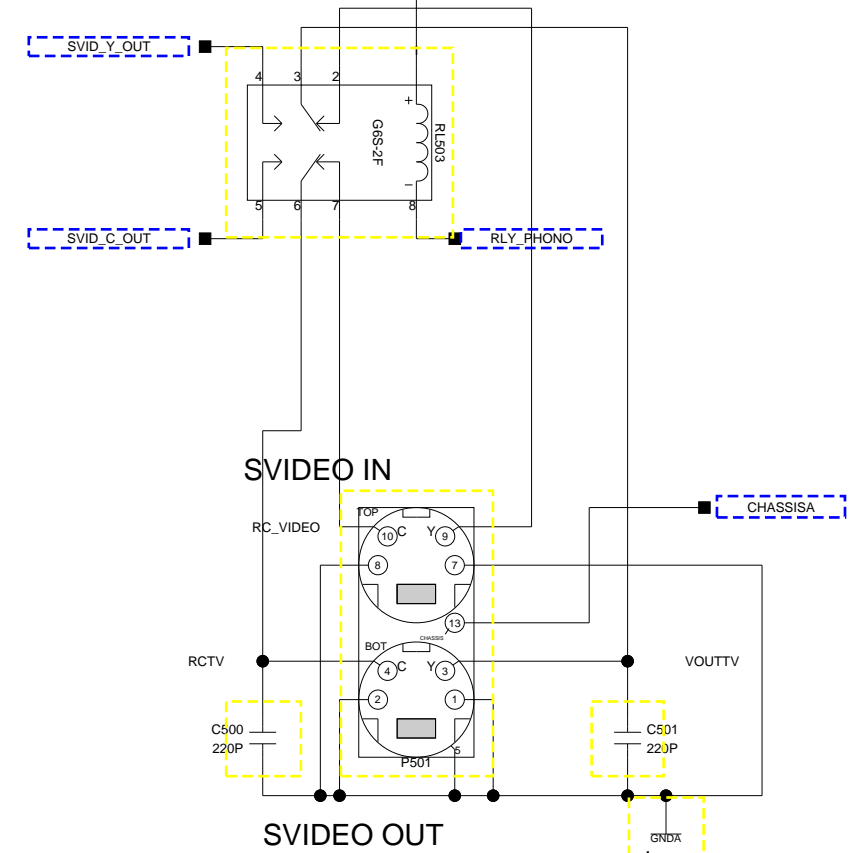 SVID_Y_OUT
4 3 2
+
G6S-2F
RL503
−
5 6 7 8
SVID_C_OUT
RLY_PHONO
SVIDEO IN
CHASSISA
TOP
RC_VIDEO
10 C Y 9
8 7
13
CHASSIS
BOT
RCTV
4 C Y 3
VOUTTV
2 1
C500
220P
C501
220P
5
P501
SVIDEO OUT
GNDA